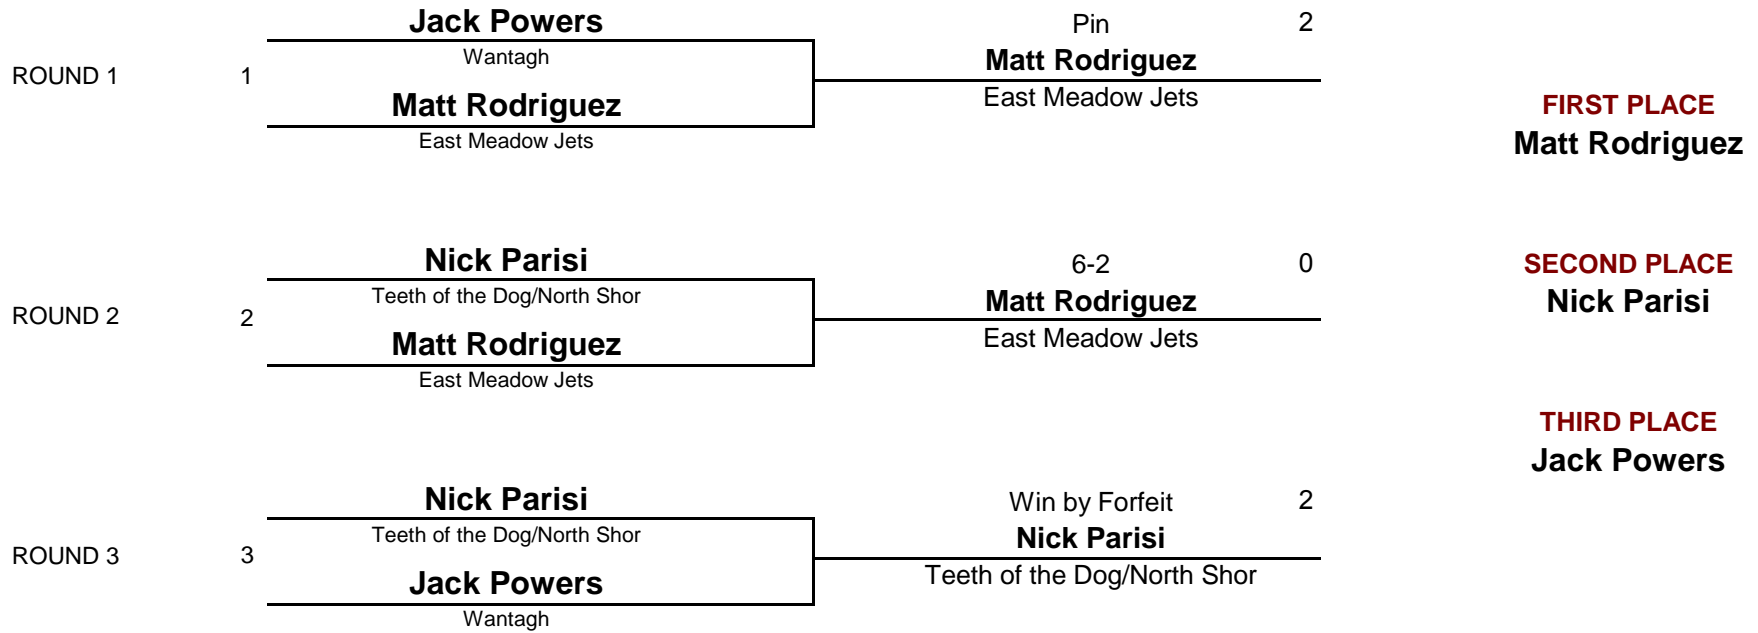 Jack Powers
Wantagh
ROUND 1
1
Matt Rodriguez
East Meadow Jets
Pin
2
Matt Rodriguez
East Meadow Jets
FIRST PLACE
Matt Rodriguez
Nick Parisi
Teeth of the Dog/North Shor
ROUND 2
2
Matt Rodriguez
East Meadow Jets
6-2
0
Matt Rodriguez
East Meadow Jets
SECOND PLACE
Nick Parisi
THIRD PLACE
Jack Powers
Nick Parisi
Teeth of the Dog/North Shor
ROUND 3
3
Jack Powers
Wantagh
Win by Forfeit
2
Nick Parisi
Teeth of the Dog/North Shor